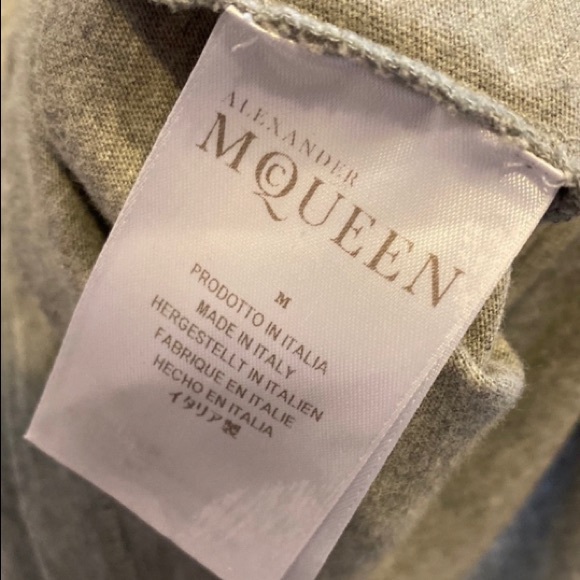 ALEXANDER
McQUEEN
M
PRODOTTO IN ITALIA
MADE IN ITALY
HERGESTELLT IN ITALIEN
FABRIQUE EN ITALIE
HECHO EN ITALIA
イタリア製